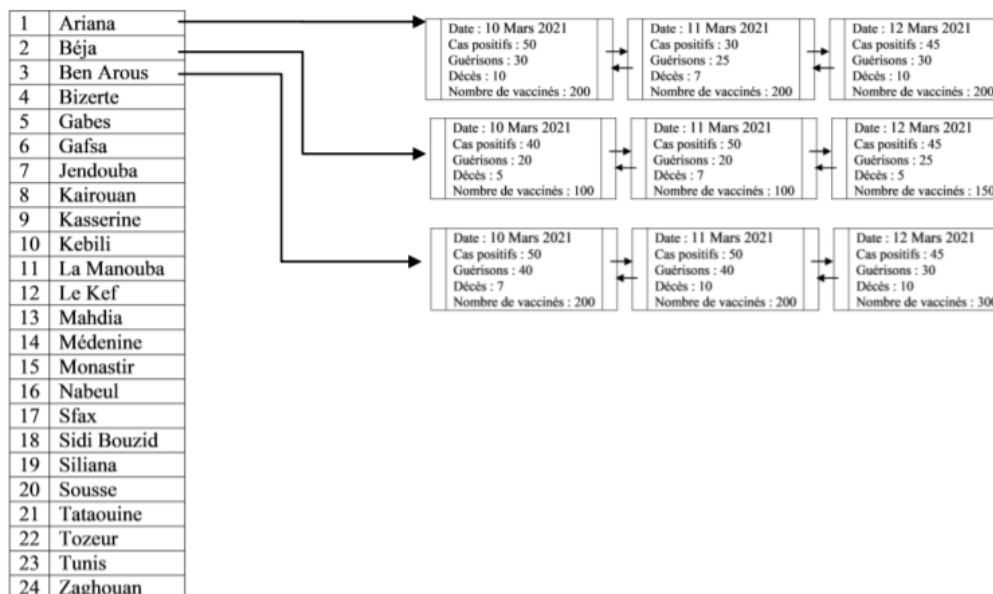 1 Ariana
2 Béja
3 Ben Arous
4 Bizerte
5 Gabes
6 Gafsa
7 Jendouba
8 Kairouan
9 Kasserine
10 Kebili
11 La Manouba
12 Le Kef
13 Mahdia
14 Médenine
15 Monastir
16 Nabeul
17 Sfax
18 Sidi Bouzid
19 Siliana
20 Sousse
21 Tataouine
22 Tozeur
23 Tunis
24 Zaghouan
Date : 10 Mars 2021
Cas positifs : 50
Guérisons : 30
Décès : 10
Nombre de vaccinés : 200
Date : 11 Mars 2021
Cas positifs : 30
Guérisons : 25
Décès : 7
Nombre de vaccinés : 200
Date : 12 Mars 2021
Cas positifs : 45
Guérisons : 30
Décès : 10
Nombre de vaccinés : 200
Date : 10 Mars 2021
Cas positifs : 40
Guérisons : 20
Décès : 5
Nombre de vaccinés : 100
Date : 11 Mars 2021
Cas positifs : 50
Guérisons : 20
Décès : 7
Nombre de vaccinés : 100
Date : 12 Mars 2021
Cas positifs : 45
Guérisons : 25
Décès : 5
Nombre de vaccinés : 150
Date : 10 Mars 2021
Cas positifs : 50
Guérisons : 40
Décès : 7
Nombre de vaccinés : 200
Date : 11 Mars 2021
Cas positifs : 50
Guérisons : 40
Décès : 10
Nombre de vaccinés : 200
Date : 12 Mars 2021
Cas positifs : 45
Guérisons : 30
Décès : 10
Nombre de vaccinés : 300